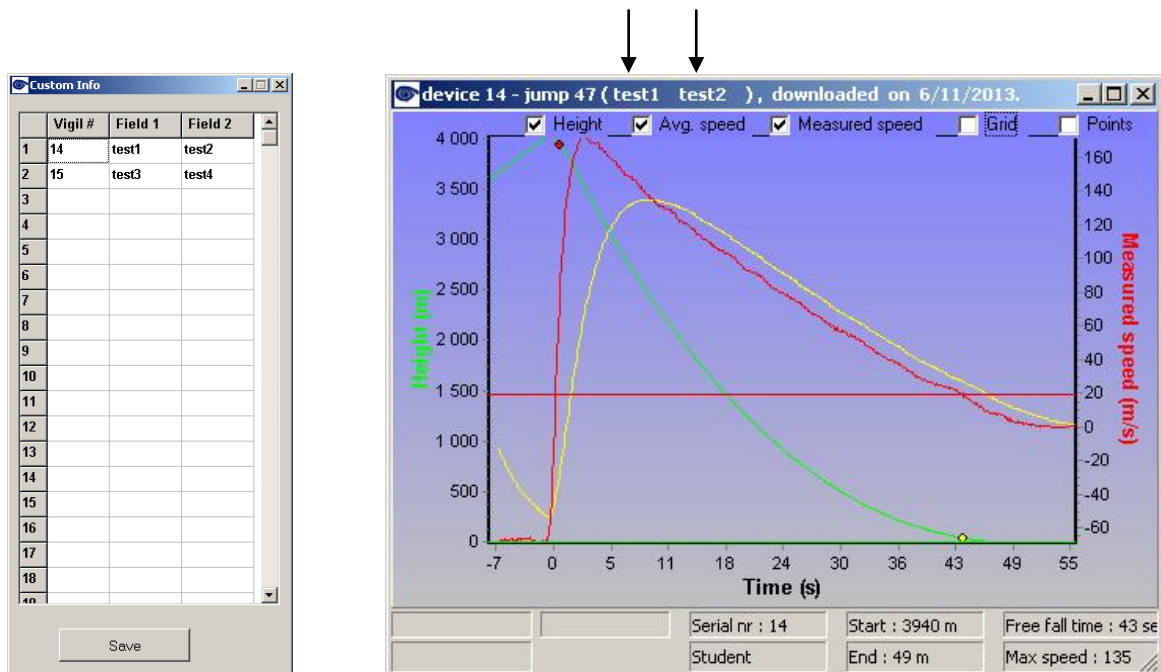 Custom Info
Vigil # Field 1 Field 2
1 14 test1 test2
2 15 test3 test4
3
4
5
6
7
8
9
10
11
12
13
14
15
16
17
18
Save
device 14 - jump 47 ( test1 test2 ), downloaded on 6/11/2013.
Height Avg. speed Measured speed Grid Points
4 000
3 500
3 000
2 500
2 000
1 500
1 000
500
0
Height (m)
160
140
120
100
80
60
40
20
0
-20
-40
-60
Measured speed (m/s)
-7 0 5 11 18 24 30 36 43 49 55
Time (s)
Serial nr : 14 Start : 3940 m Free fall time : 43 se
Student End : 49 m Max speed : 135